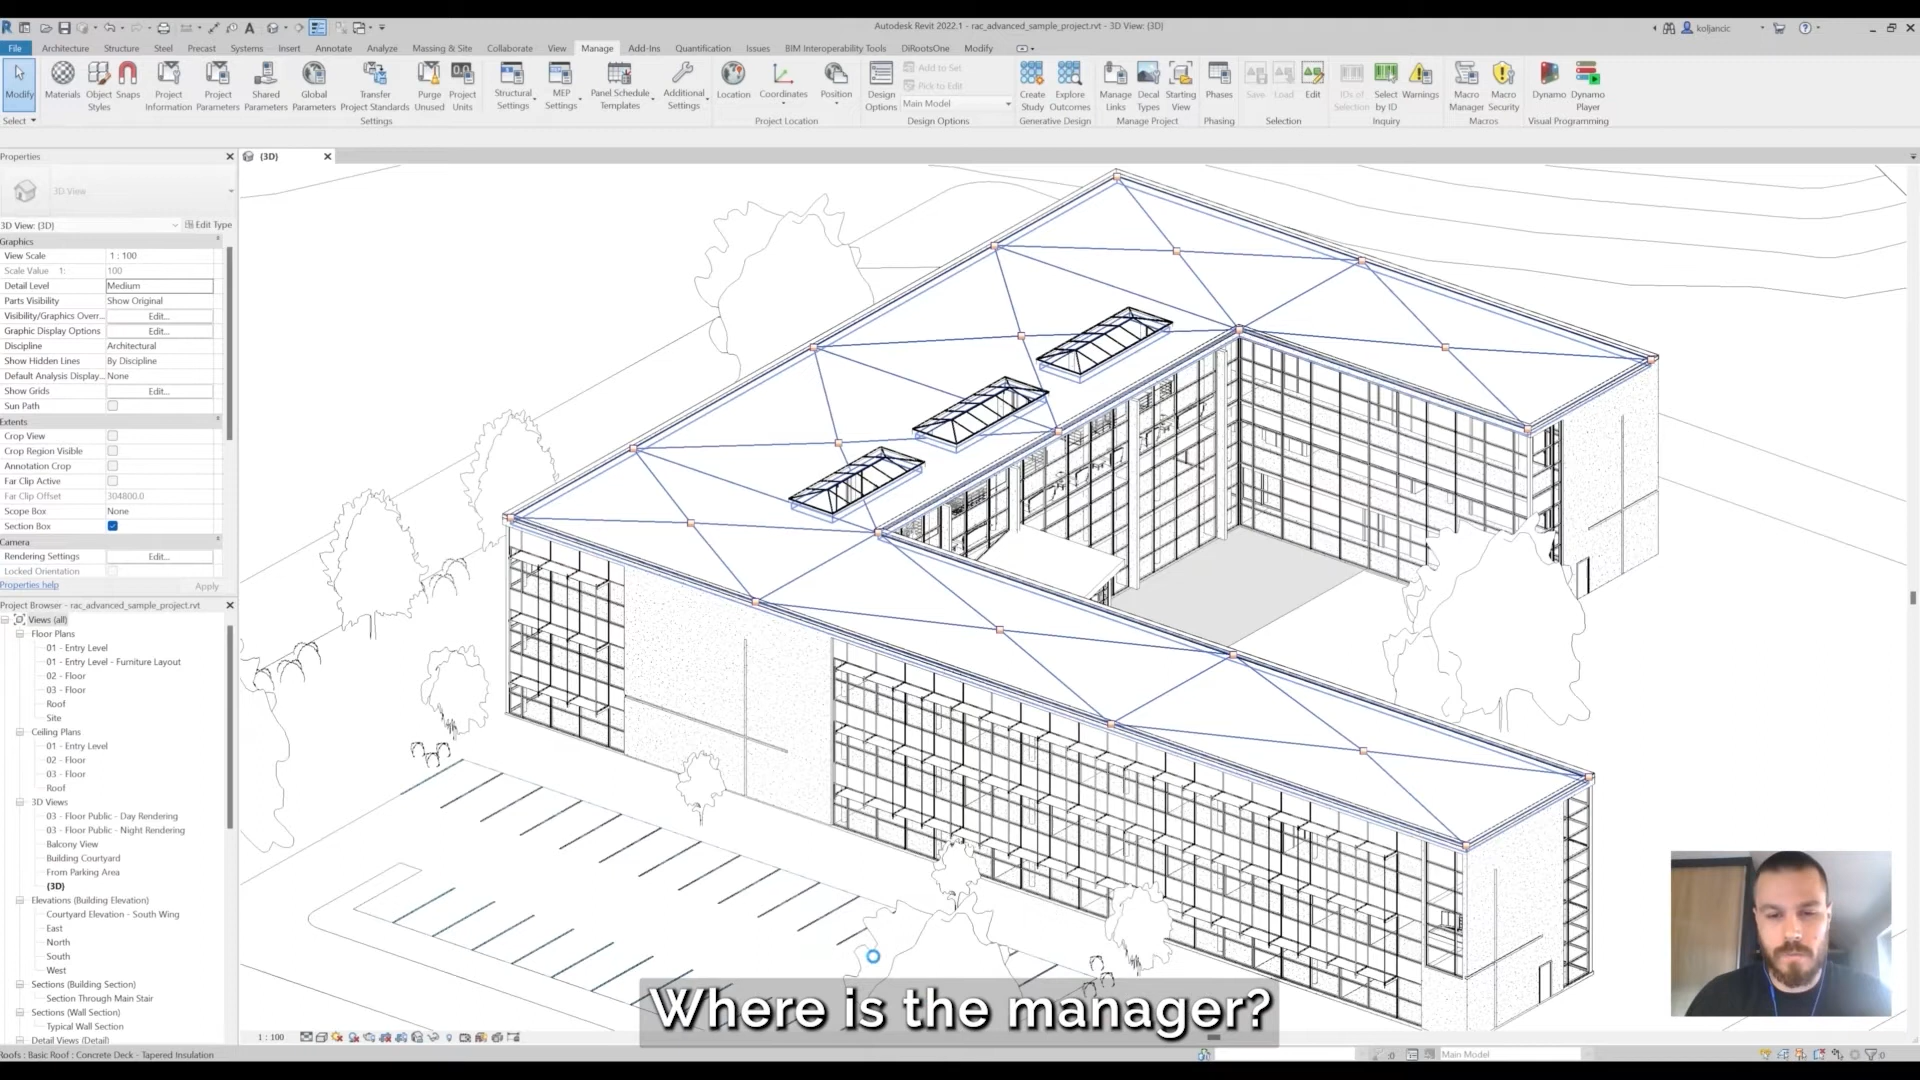 Autodesk Revit 2022.1 - rac_advanced_sample_project.rvt - 3D View: {3D}
koljancic
File Architecture Structure Steel Precast Systems Insert Annotate Analyze Massing & Site Collaborate View Manage Add-Ins Quantification Issues BIM Interoperability Tools DiRootsOne Modify
Modify
Materials
Object Styles
Snaps
Project Information
Project Parameters
Shared Parameters
Global Parameters
Transfer Project Standards
Purge Unused
Project Units
Structural Settings
MEP Settings
Panel Schedule Templates
Additional Settings
Location
Coordinates
Position
Design Options
Add to Set
Pick to Edit
Main Model
Create Study
Explore Outcomes
Manage Links
Decal Types
Starting View
Phases
Save
Load
Edit
IDs of Selection
Select by ID
Warnings
Macro Manager
Macro Security
Dynamo
Dynamo Player
Select
Settings
Project Location
Design Options
Generative Design
Manage Project
Phasing
Selection
Inquiry
Macros
Visual Programming
Properties
{3D}
3D View
3D View: {3D} Edit Type
Graphics
View Scale 1 : 100
Scale Value 1: 100
Detail Level Medium
Parts Visibility Show Original
Visibility/Graphics Overr... Edit...
Graphic Display Options Edit...
Discipline Architectural
Show Hidden Lines By Discipline
Default Analysis Display... None
Show Grids Edit...
Sun Path
Extents
Crop View
Crop Region Visible
Annotation Crop
Far Clip Active
Far Clip Offset 304800.0
Scope Box None
Section Box
Camera
Rendering Settings Edit...
Locked Orientation
Properties help Apply
Project Browser - rac_advanced_sample_project.rvt
Views (all)
Floor Plans
01 - Entry Level
01 - Entry Level - Furniture Layout
02 - Floor
03 - Floor
Roof
Site
Ceiling Plans
01 - Entry Level
02 - Floor
03 - Floor
Roof
3D Views
03 - Floor Public - Day Rendering
03 - Floor Public - Night Rendering
Balcony View
Building Courtyard
From Parking Area
{3D}
Elevations (Building Elevation)
Courtyard Elevation - South Wing
East
North
South
West
Sections (Building Section)
Section Through Main Stair
Sections (Wall Section)
Typical Wall Section
Detail Views (Detail)
1 : 100
Where is the manager?
Roofs : Basic Roof : Concrete Deck - Tapered Insulation
:0
Main Model
:0